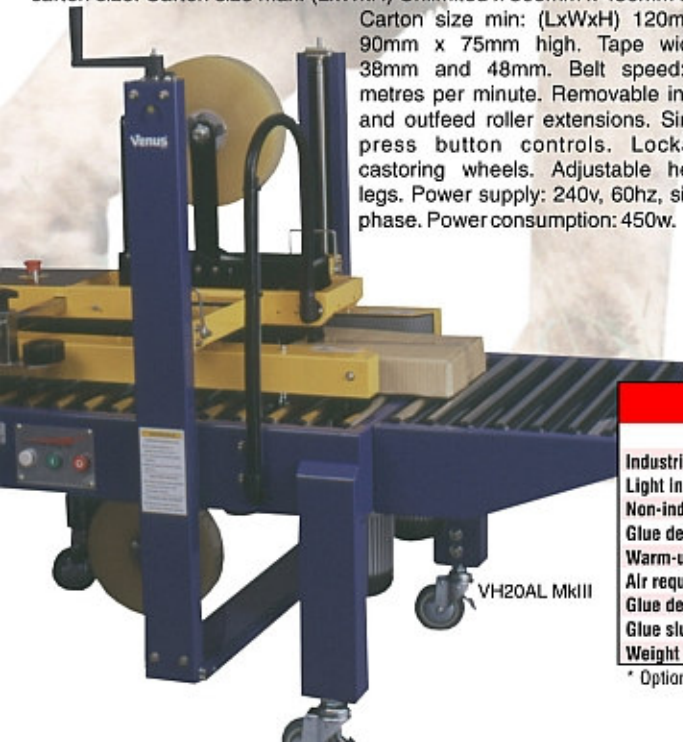 Carton size min: (LxWxH) 120m
90mm x 75mm high. Tape wid
38mm and 48mm. Belt speed:
metres per minute. Removable in
and outfeed roller extensions. Sin
press button controls. Locka
castoring wheels. Adjustable he
legs. Power supply: 240v, 60hz, si
phase. Power consumption: 450w.
Venus
VH20AL MkIII
Industri
Light In
Non-ind
Glue de
Warm-u
Air requ
Glue de
Glue slu
Weight
* Option